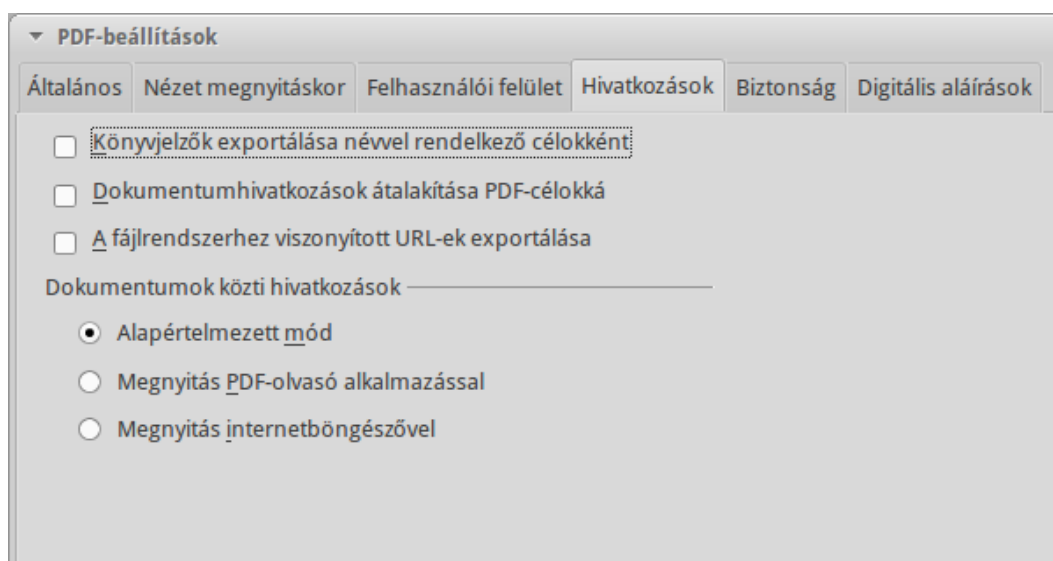 PDF-beállítások
Általános Nézet megnyitáskor Felhasználói felület Hivatkozások Biztonság Digitális aláírások
Könyvjelzők exportálása névvel rendelkező célokként
Dokumentumhivatkozások átalakítása PDF-célokká
A fájlrendszerhez viszonyított URL-ek exportálása
Dokumentumok közti hivatkozások
Alapértelmezett mód
Megnyitás PDF-olvasó alkalmazással
Megnyitás internetböngészővel